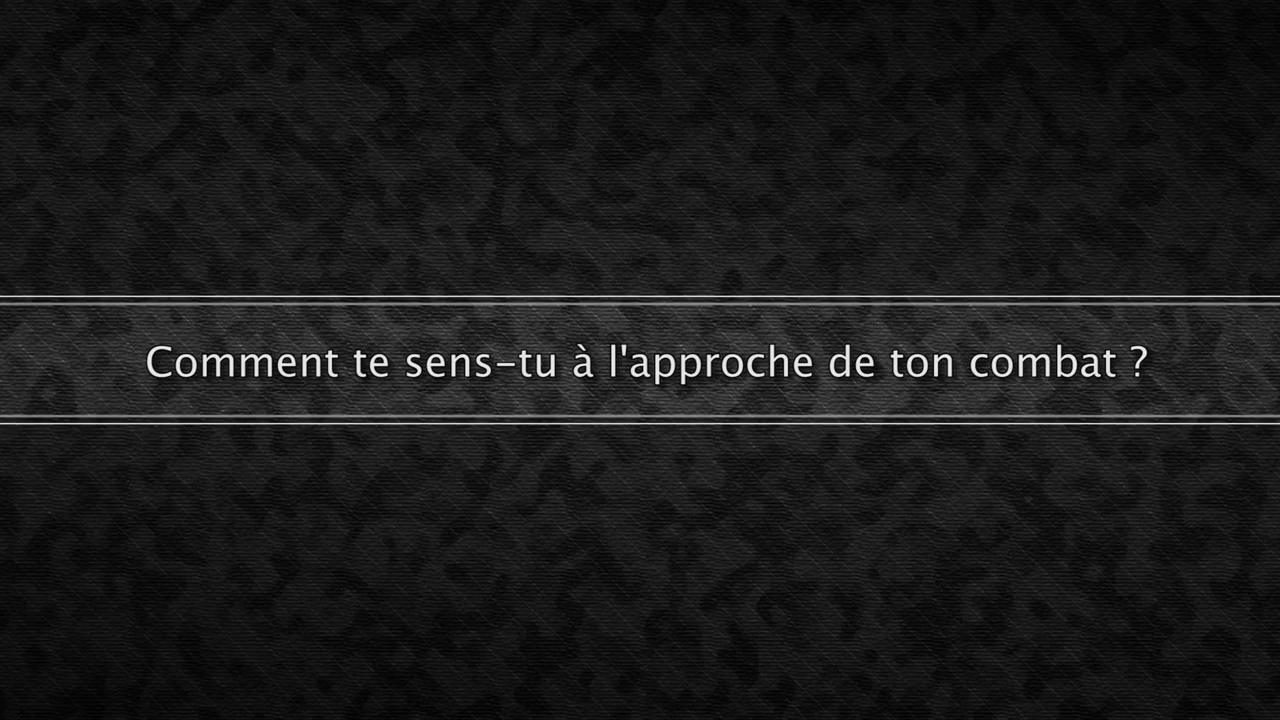 Comment te sens-tu à l'approche de ton combat ?